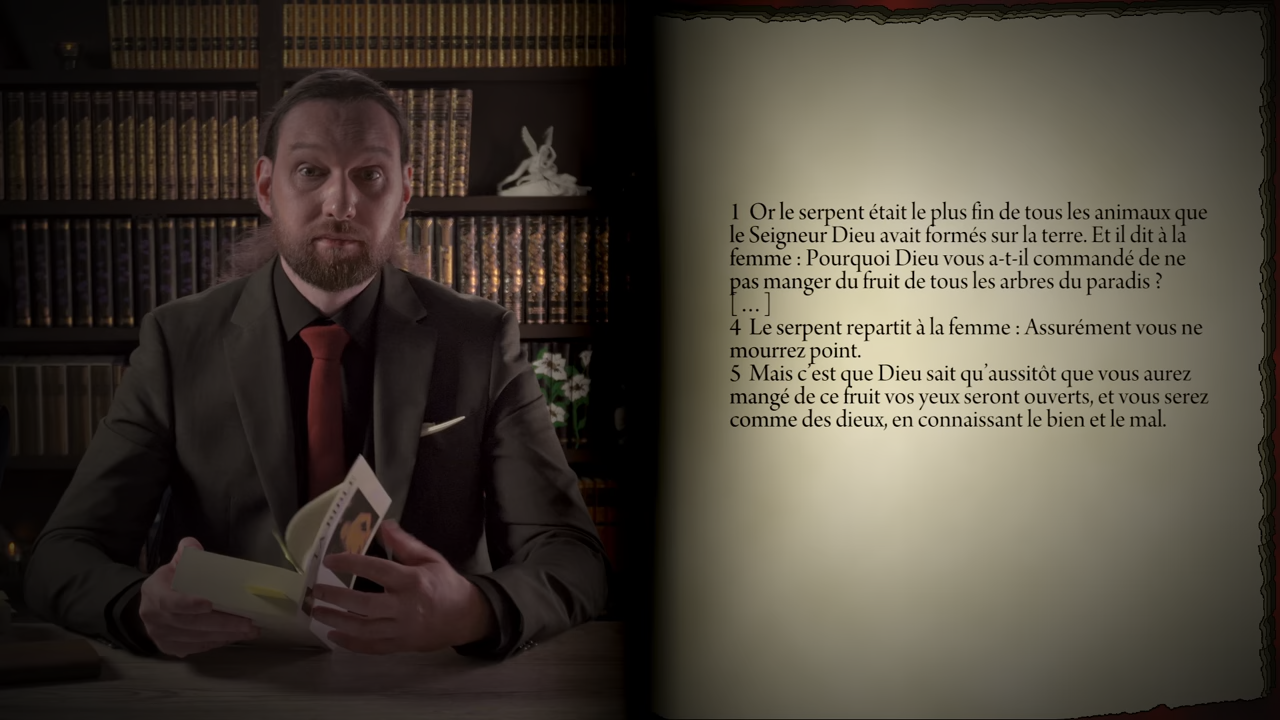 1 Or le serpent était le plus fin de tous les animaux que
le Seigneur Dieu avait formés sur la terre. Et il dit à la
femme : Pourquoi Dieu vous a-t-il commandé de ne
pas manger du fruit de tous les arbres du paradis ?
[ ... ]
4 Le serpent repartit à la femme : Assurément vous ne
mourrez point.
5 Mais c'est que Dieu sait qu'aussitôt que vous aurez
mangé de ce fruit vos yeux seront ouverts, et vous serez
comme des dieux, en connaissant le bien et le mal.